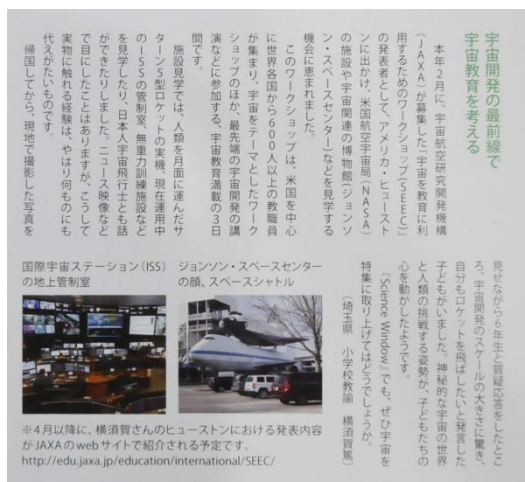 宇宙開発の最前線で
宇宙教育を考える
本年2月に、宇宙航空研究開発機構
(JAXA)が募集した「宇宙を教育に利
用するためのワークショップ(SEEC)」
の発表者として、アメリカ・ヒュースト
ンに出かけ、米国航空宇宙局(NASA)
の施設や宇宙関連の博物館(ジョンソ
ン・スペースセンター)などを見学する
機会に恵まれました。
このワークショップは、米国を中心
に世界各国から600人以上の教職員
が集まり、宇宙をテーマとしたワーク
ショップのほか、最先端の宇宙開発の講
演などに参加する、宇宙教育満載の3日
間です。
施設見学では、人類を月面に運んだサ
ターン5型ロケットの実機、現在運用中
のISSの管制室、無重力訓練施設など
を見学したり、日本人宇宙飛行士とも話
ができたりしました。ニュース映像など
で目にしたことはありますが、こうして
実物に触れる経験は、やはり何ものにも
代えがたいものです。
帰国してから、現地で撮影した写真を
見せながら6年生と質疑応答をしたとこ
ろ、宇宙開発のスケールの大きさに驚き、
自分もロケットを飛ばしたいと発言した
子どもがいました。神秘的な宇宙の世界
と人類の挑戦する姿勢が、子どもたちの
心を動かしたようです。
『Science Window』でも、ぜひ宇宙を
特集に取り上げてはどうでしょうか。
(埼玉県 小学校教諭 横須賀篤)
国際宇宙ステーション(ISS)
の地上管制室
ジョンソン・スペースセンター
の顔、スペースシャトル
※4月以降に、横須賀さんのヒューストンにおける発表内容
がJAXAのwebサイトで紹介される予定です。
http://edu.jaxa.jp/education/international/SEEC/